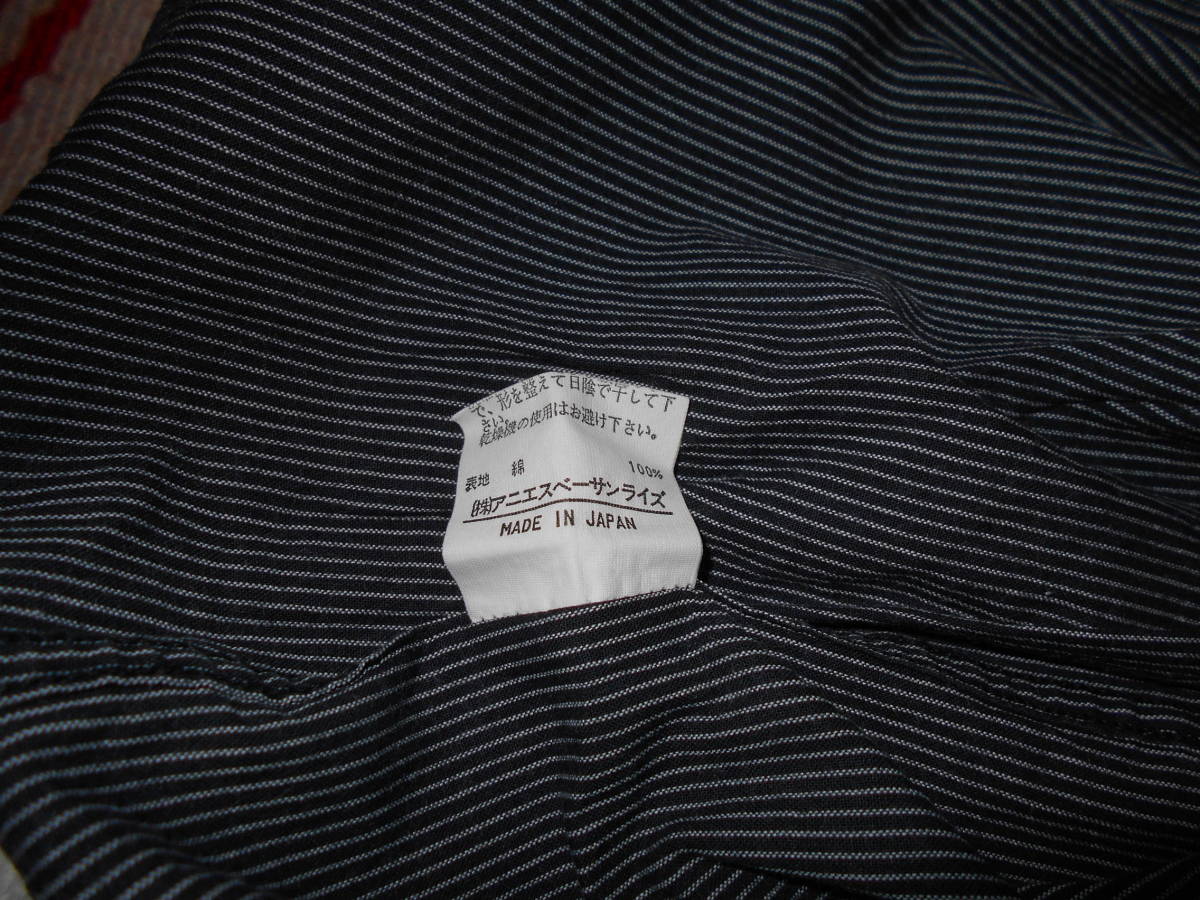 で、形を整えて日陰で干して下
さい。
乾燥機の使用はお避け下さい。
表地 綿 100%
(株)アニエスベーサンライズ
MADE IN JAPAN